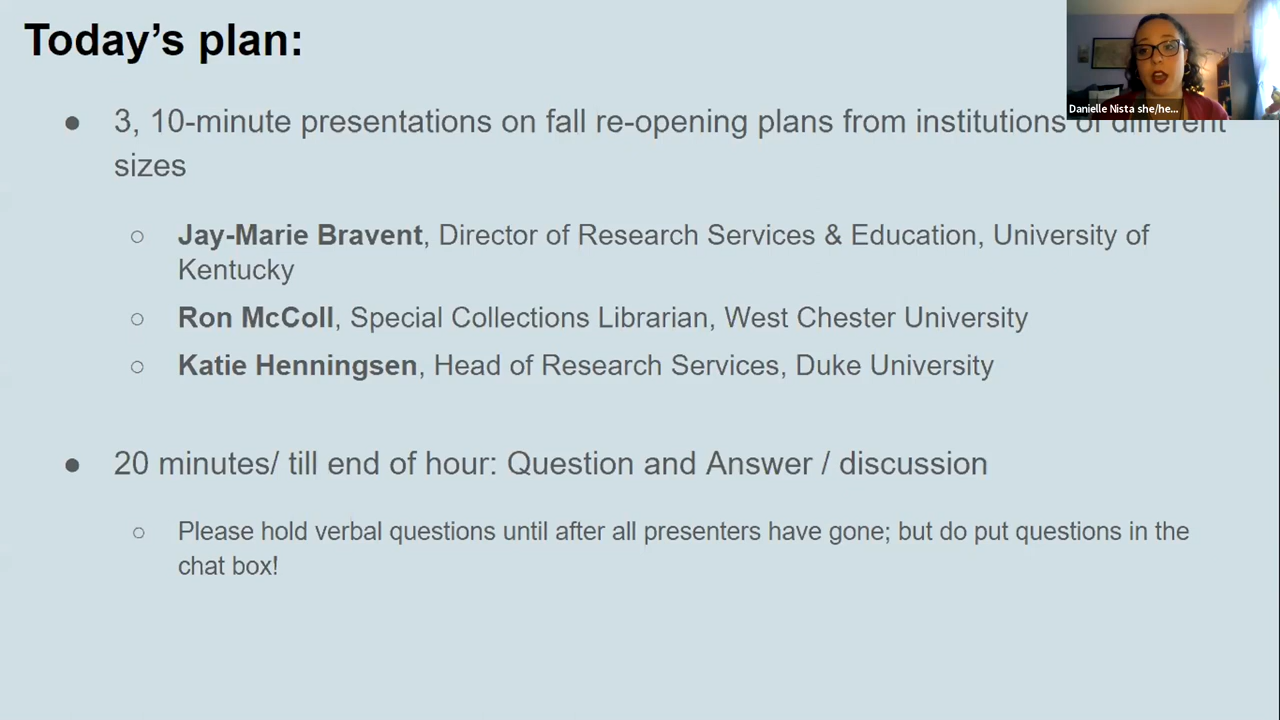 Today's plan:
Danielle Nista she/he...
● 3, 10-minute presentations on fall re-opening plans from institutions of different
sizes
○ Jay-Marie Bravent, Director of Research Services & Education, University of
Kentucky
○ Ron McColl, Special Collections Librarian, West Chester University
○ Katie Henningsen, Head of Research Services, Duke University
● 20 minutes/ till end of hour: Question and Answer / discussion
○ Please hold verbal questions until after all presenters have gone; but do put questions in the
chat box!